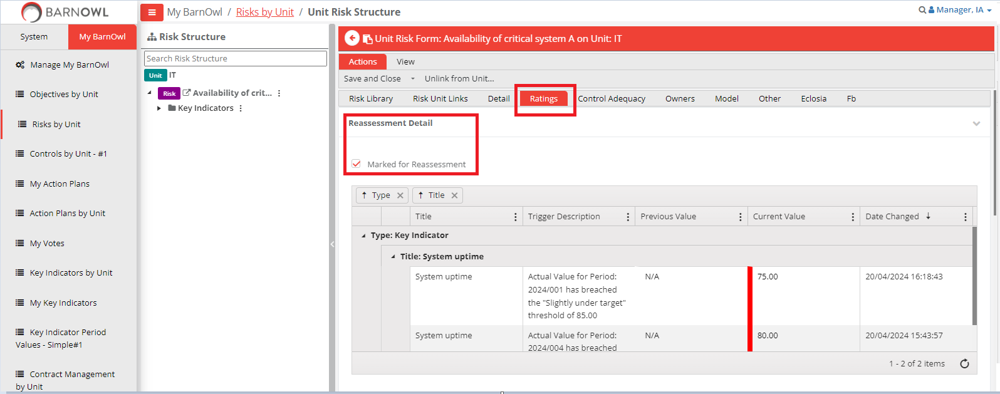 BARNOWL
My BarnOwl / Risks by Unit / Unit Risk Structure
Manager, IA
System
My BarnOwl
Manage My BarnOwl
Objectives by Unit
Risks by Unit
Controls by Unit - #1
My Action Plans
Action Plans by Unit
My Votes
Key Indicators by Unit
My Key Indicators
Key Indicator Period
Values - Simple#1
Contract Management
by Unit
Risk Structure
Search Risk Structure
Unit IT
Risk Availability of crit...
Key Indicators
Unit Risk Form: Availability of critical system A on Unit: IT
Actions View
Save and Close Unlink from Unit...
Risk Library Risk Unit Links Detail Ratings Control Adequacy Owners Model Other Eclosia Fb
Reassessment Detail
Marked for Reassessment
↑ Type × ↑ Title ×
Title Trigger Description Previous Value Current Value Date Changed ↓
Type: Key Indicator
Title: System uptime
System uptime Actual Value for Period: N/A 75.00 20/04/2024 16:18:43
2024/001 has breached
the "Slightly under target"
threshold of 85.00
System uptime Actual Value for Period: N/A 80.00 20/04/2024 15:43:57
2024/004 has breached
1 - 2 of 2 items